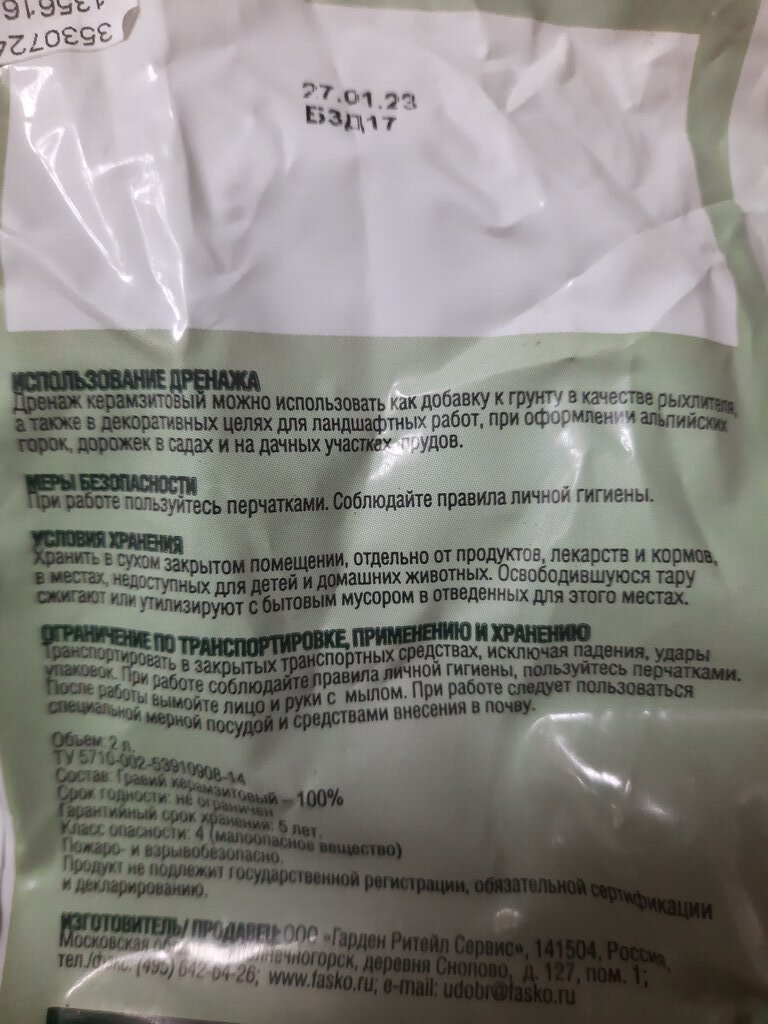 3530724
135616
27.01.23
БЗД17
ИСПОЛЬЗОВАНИЕ ДРЕНАЖА
Дренаж керамзитовый можно использовать как добавку к грунту в качестве рыхлителя,
а также в декоративных целях для ландшафтных работ, при оформлении альпийских
горок, дорожек в садах и на дачных участках, прудов.
МЕРЫ БЕЗОПАСНОСТИ
При работе пользуйтесь перчатками. Соблюдайте правила личной гигиены.
УСЛОВИЯ ХРАНЕНИЯ
Хранить в сухом закрытом помещении, отдельно от продуктов, лекарств и кормов,
в местах, недоступных для детей и домашних животных. Освободившуюся тару
сжигают или утилизируют с бытовым мусором в отведенных для этого местах.
ОГРАНИЧЕНИЕ ПО ТРАНСПОРТИРОВКЕ, ПРИМЕНЕНИЮ И ХРАНЕНИЮ
Транспортировать в закрытых транспортных средствах, исключая падения, удары
упаковок. При работе соблюдайте правила личной гигиены, пользуйтесь перчатками.
После работы вымойте лицо и руки с мылом. При работе следует пользоваться
специальной мерной посудой и средствами внесения в почву.
Объем: 2 л.
ТУ 5710-002-53910908-14
Состав: Гравий керамзитовый – 100%
Срок годности: не ограничен
Гарантийный срок хранения: 5 лет.
Класс опасности: 4 (малоопасное вещество)
Пожаро- и взрывобезопасно.
Продукт не подлежит государственной регистрации, обязательной сертификации
и декларированию.
ИЗГОТОВИТЕЛЬ/ПРОДАВЕЦ: ООО «Гарден Ритейл Сервис», 141504, Россия,
Московская деревня Снопово, д. 127, пом. 1;
(495) 642-04-26; www.fasko.ru; e-mail: udobr@fasko.ru